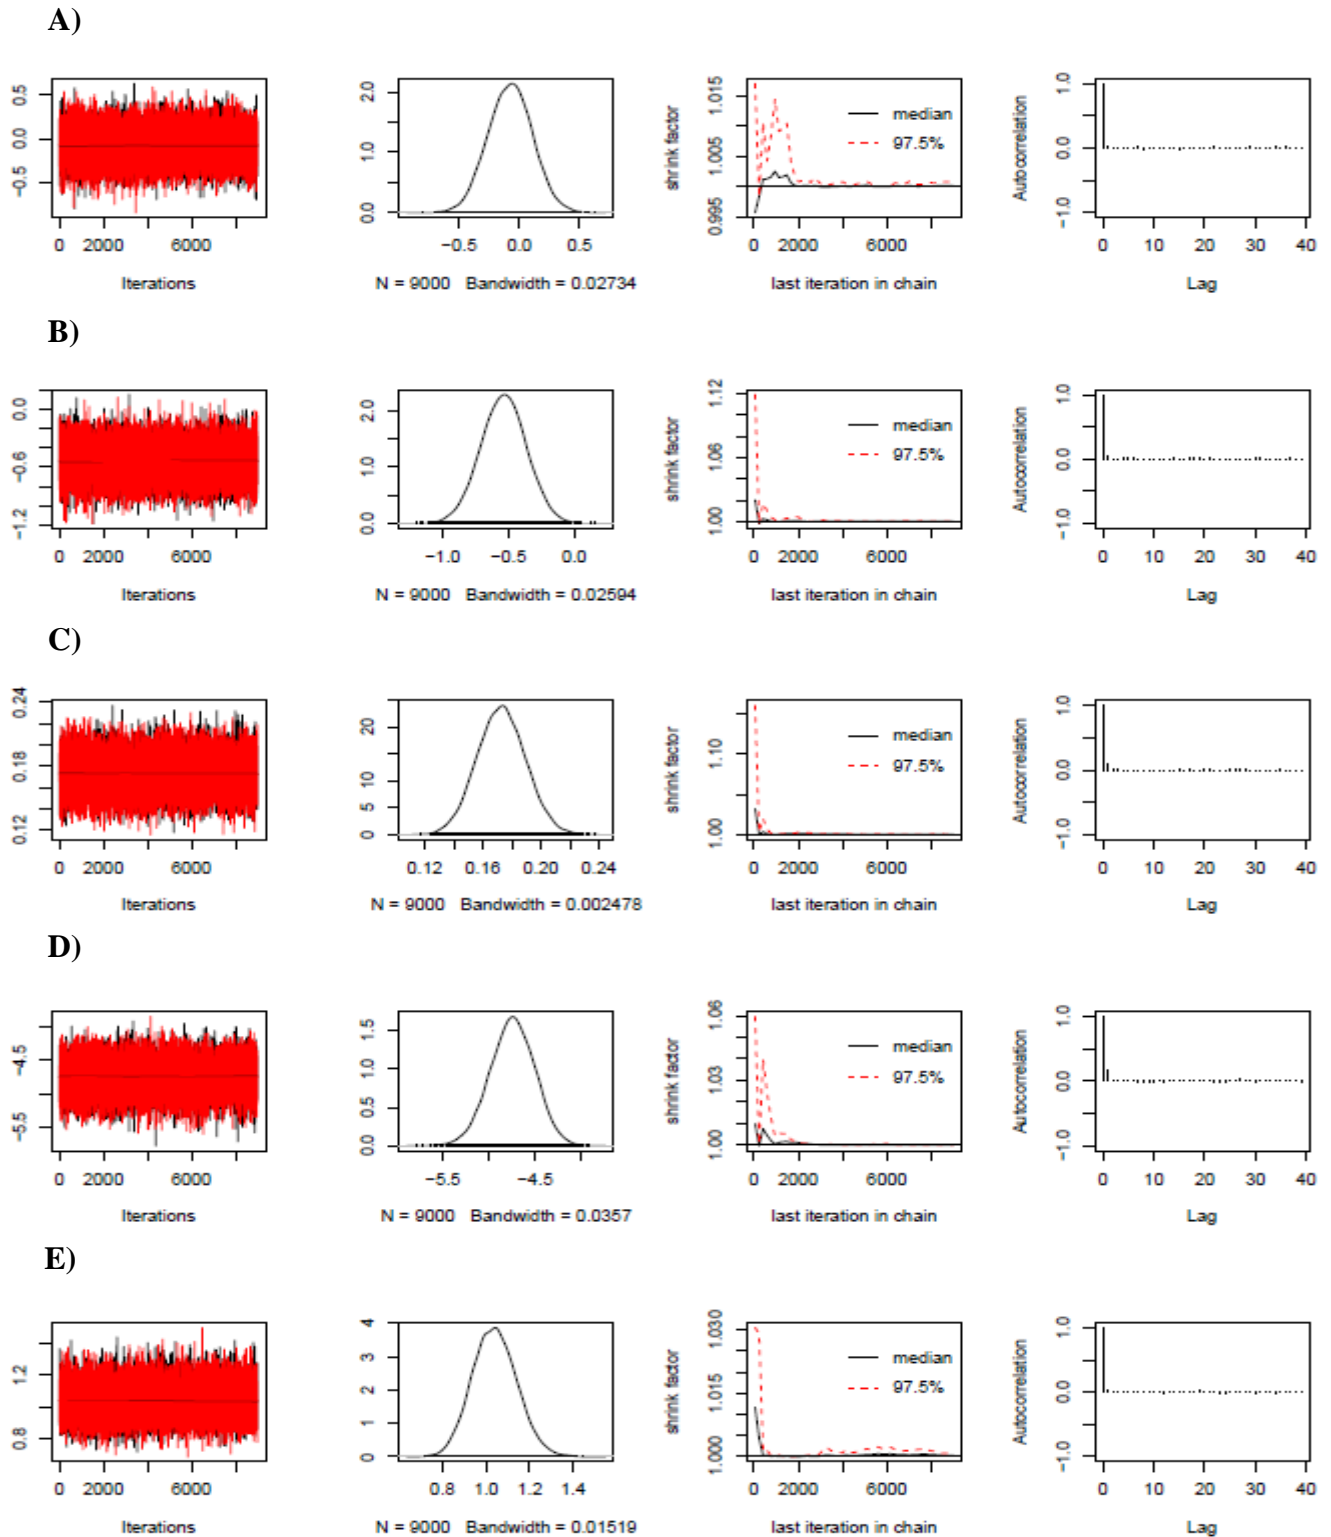 A)
0.5
0.0
−0.5
0 2000 6000
Iterations
2.0
1.0
0.0
−0.5 0.0 0.5
N = 9000 Bandwidth = 0.02734
shrink factor
1.015
1.005
0.995
median
97.5%
0 2000 6000
last iteration in chain
Autocorrelation
1.0
0.0
−1.0
0 10 20 30 40
Lag
B)
0.0
−0.6
−1.2
0 2000 6000
Iterations
2.0
1.0
0.0
−1.0 −0.5 0.0
N = 9000 Bandwidth = 0.02594
shrink factor
1.12
1.06
1.00
median
97.5%
0 2000 6000
last iteration in chain
Autocorrelation
1.0
0.0
−1.0
0 10 20 30 40
Lag
C)
0.24
0.18
0.12
0 2000 6000
Iterations
20
10
5
0
0.12 0.16 0.20 0.24
N = 9000 Bandwidth = 0.002478
shrink factor
1.10
1.00
median
97.5%
0 2000 6000
last iteration in chain
Autocorrelation
1.0
0.0
−1.0
0 10 20 30 40
Lag
D)
−4.5
−5.5
0 2000 6000
Iterations
1.5
1.0
0.5
0.0
−5.5 −4.5
N = 9000 Bandwidth = 0.0357
shrink factor
1.06
1.03
1.00
median
97.5%
0 2000 6000
last iteration in chain
Autocorrelation
1.0
0.0
−1.0
0 10 20 30 40
Lag
E)
1.2
0.8
0 2000 6000
Iterations
4
3
2
1
0
0.8 1.0 1.2 1.4
N = 9000 Bandwidth = 0.01519
shrink factor
1.030
1.015
1.000
median
97.5%
0 2000 6000
last iteration in chain
Autocorrelation
1.0
0.0
−1.0
0 10 20 30 40
Lag